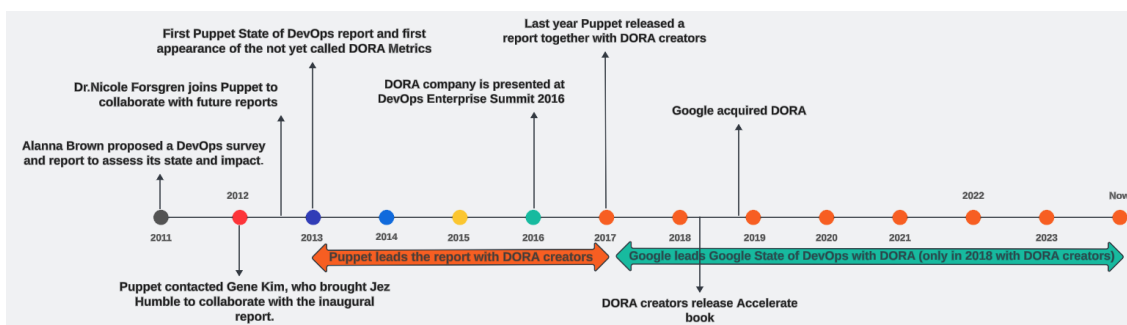 Last year Puppet released a
report together with DORA creators
First Puppet State of DevOps report and first
appearance of the not yet called DORA Metrics
Dr.Nicole Forsgren joins Puppet to
collaborate with future reports
DORA company is presented at
DevOps Enterprise Summit 2016
Google acquired DORA
Alanna Brown proposed a DevOps survey
and report to assess its state and impact.
2012
2022
Now
2011
2013
2014
2015
2016
2017
2018
2019
2020
2021
2023
Puppet leads the report with DORA creators
Google leads Google State of DevOps with DORA (only in 2018 with DORA creators)
Puppet contacted Gene Kim, who brought Jez
Humble to collaborate with the inaugural
report.
DORA creators release Accelerate
book